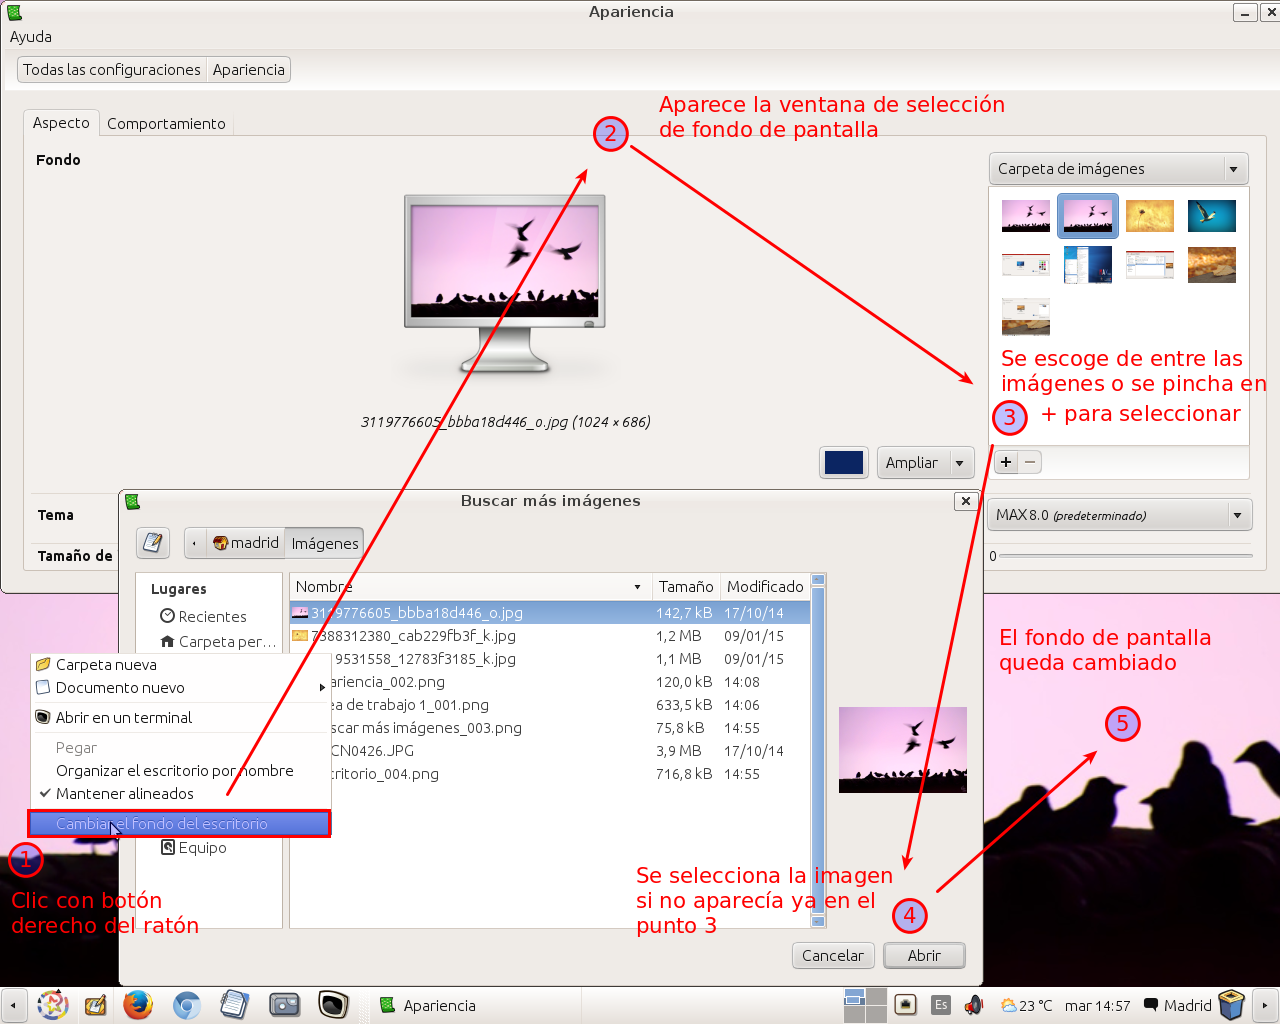 Apariencia
Ayuda
Todas las configuraciones
Apariencia
Aspecto
Comportamiento
Aparece la ventana de selección
de fondo de pantalla
2
Fondo
Carpeta de imágenes
3119776605_bbba18d446_o.jpg (1024 × 686)
Se escoge de entre las
imágenes o se pincha en
3
+ para seleccionar
Ampliar
+
−
Tema
MAX 8.0 (predeterminado)
Tamaño de
0
Buscar más imágenes
madrid
Imágenes
Lugares
Recientes
Carpeta per...
Equipo
Nombre
Tamaño
Modificado
3119776605_bbba18d446_o.jpg 142,7 kB 17/10/14
7388312380_cab229fb3f_k.jpg 1,2 MB 09/01/15
9531558_12783f3185_k.jpg 1,1 MB 09/01/15
ariencia_002.png 120,0 kB 14:08
ea de trabajo 1_001.png 633,5 kB 14:06
scar más imágenes_003.png 75,8 kB 14:55
CN0426.JPG 3,9 MB 17/10/14
critorio_004.png 716,8 kB 14:55
Carpeta nueva
Documento nuevo
Abrir en un terminal
Pegar
Organizar el escritorio por nombre
Mantener alineados
Cambiar el fondo del escritorio
1
Clic con botón
derecho del ratón
Se selecciona la imagen
si no aparecía ya en el
punto 3
4
Cancelar
Abrir
El fondo de pantalla
queda cambiado
5
Apariencia
Es
23 °C
mar 14:57
Madrid